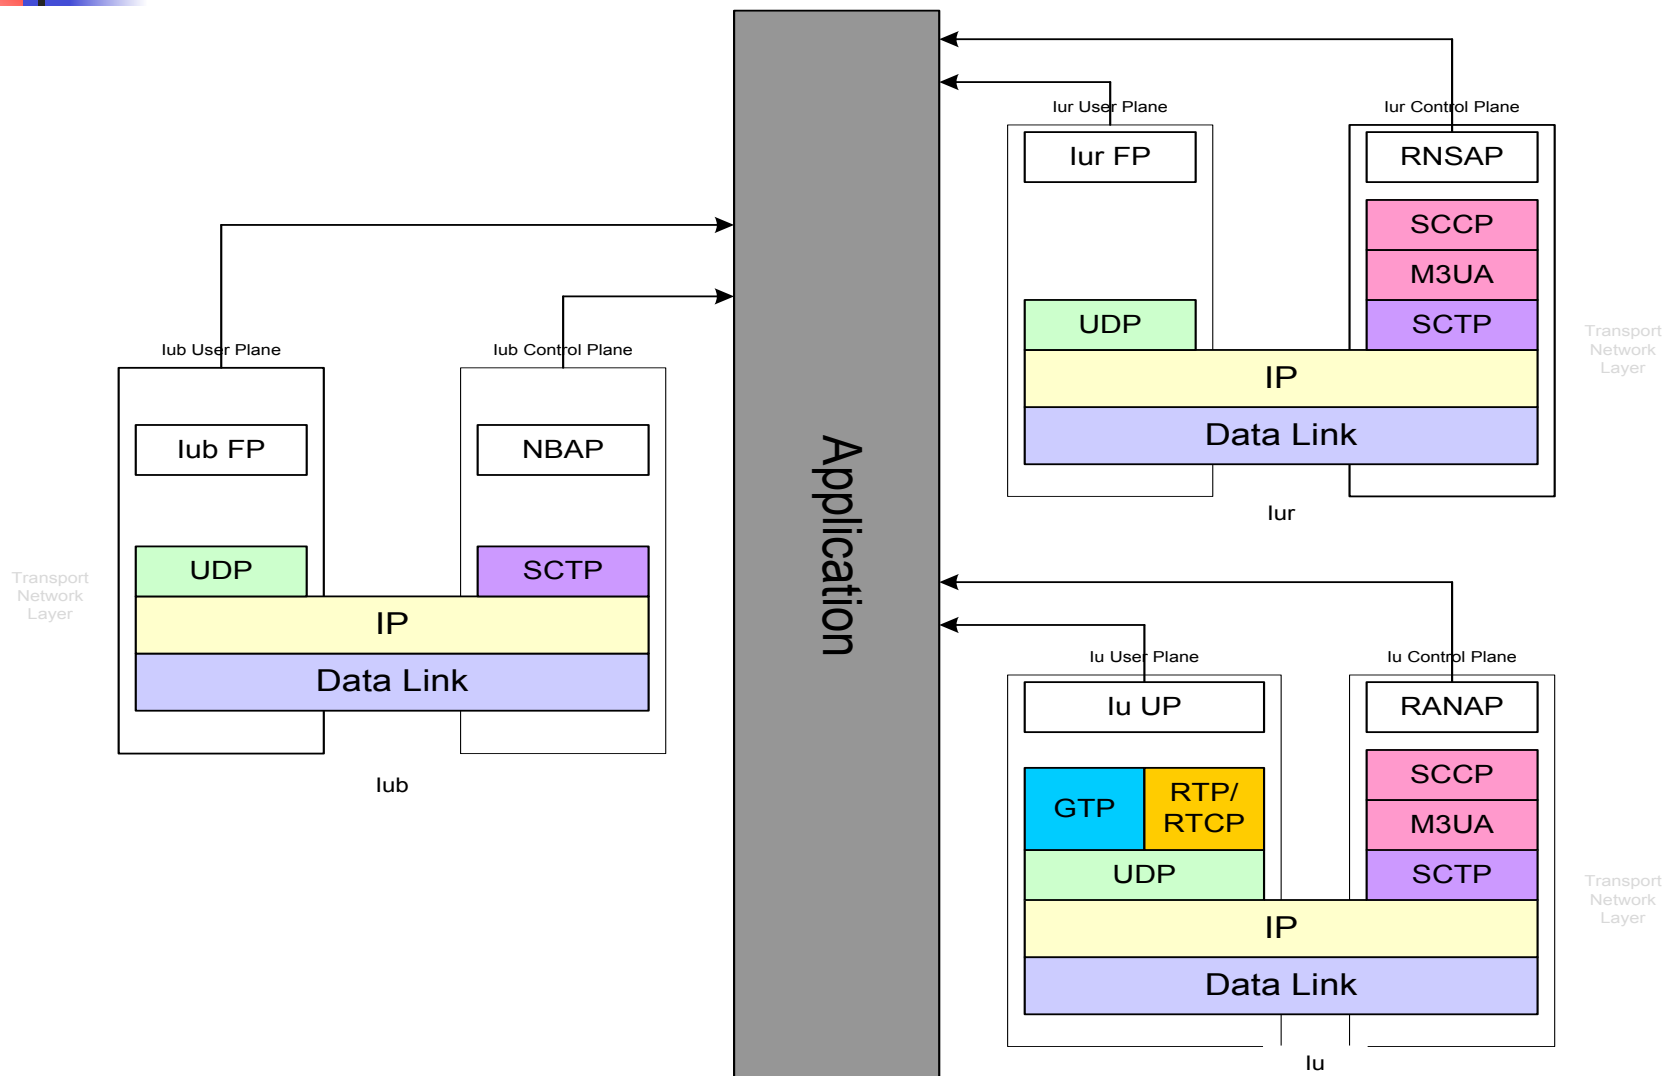 Iub User Plane
Iub Control Plane
Iub FP
NBAP
UDP
SCTP
IP
Data Link
Iub
Transport
Network
Layer
Application
Iur User Plane
Iur Control Plane
Iur FP
RNSAP
SCCP
M3UA
UDP
SCTP
IP
Data Link
Iur
Transport
Network
Layer
Iu User Plane
Iu Control Plane
Iu UP
RANAP
GTP
RTP/
RTCP
SCCP
M3UA
UDP
SCTP
IP
Data Link
Iu
Transport
Network
Layer